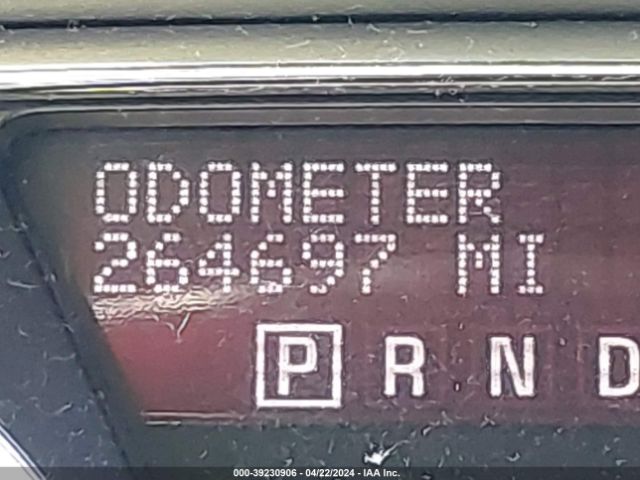 ODOMETER
264697 MI
P R N D
000-39230906 - 04/22/2024 - IAA Inc.